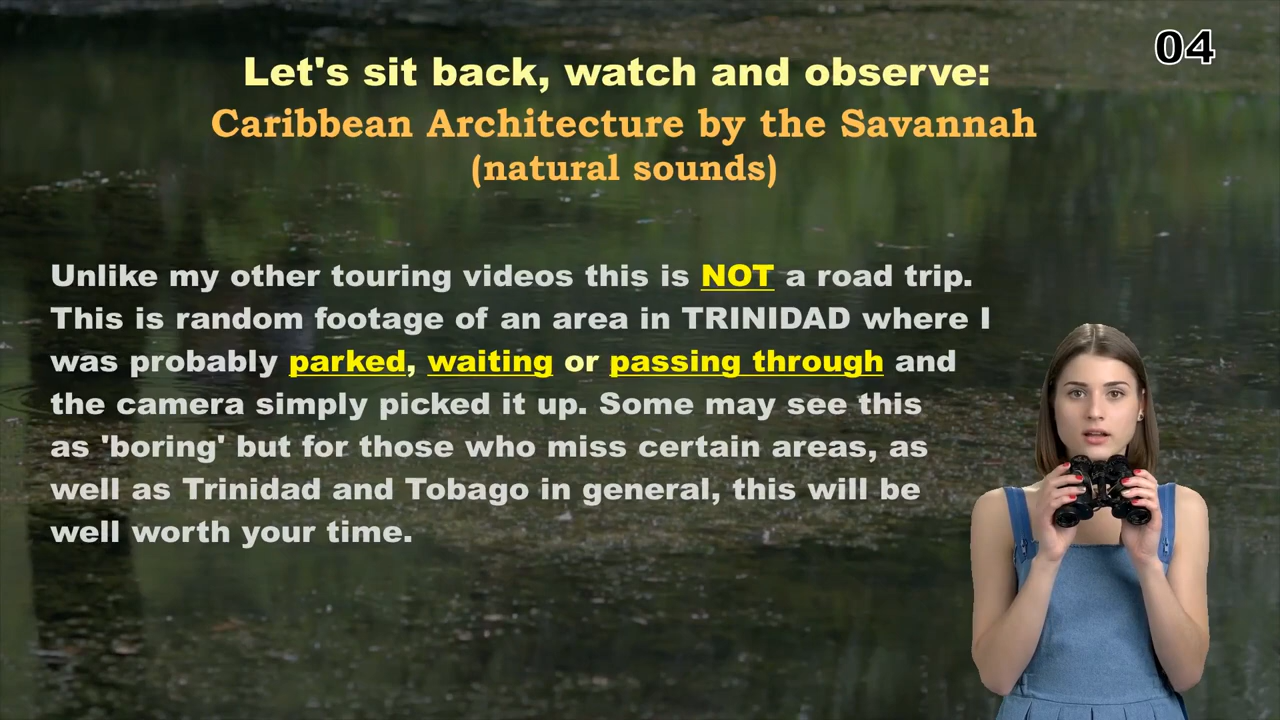 04
Let's sit back, watch and observe:
Caribbean Architecture by the Savannah
(natural sounds)
Unlike my other touring videos this is NOT a road trip.
This is random footage of an area in TRINIDAD where I
was probably parked, waiting or passing through and
the camera simply picked it up. Some may see this
as 'boring' but for those who miss certain areas, as
well as Trinidad and Tobago in general, this will be
well worth your time.